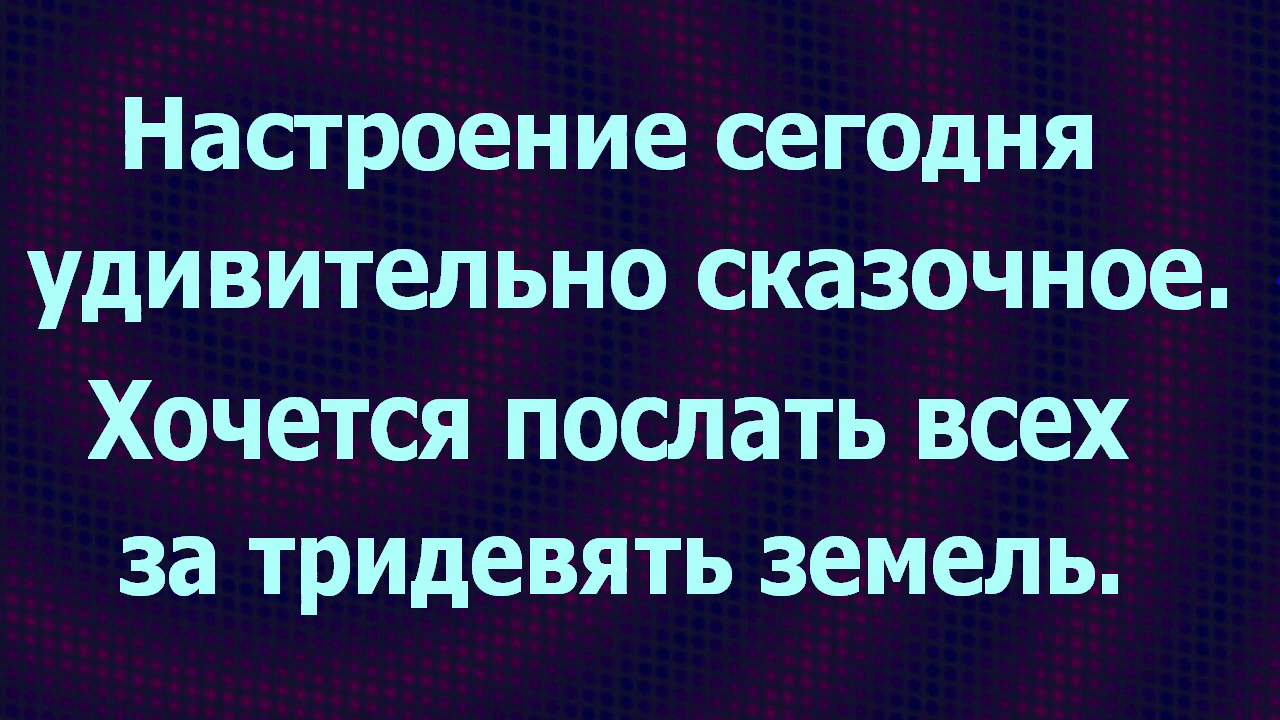 Настроение сегодня
удивительно сказочное.
Хочется послать всех
за тридевять земель.